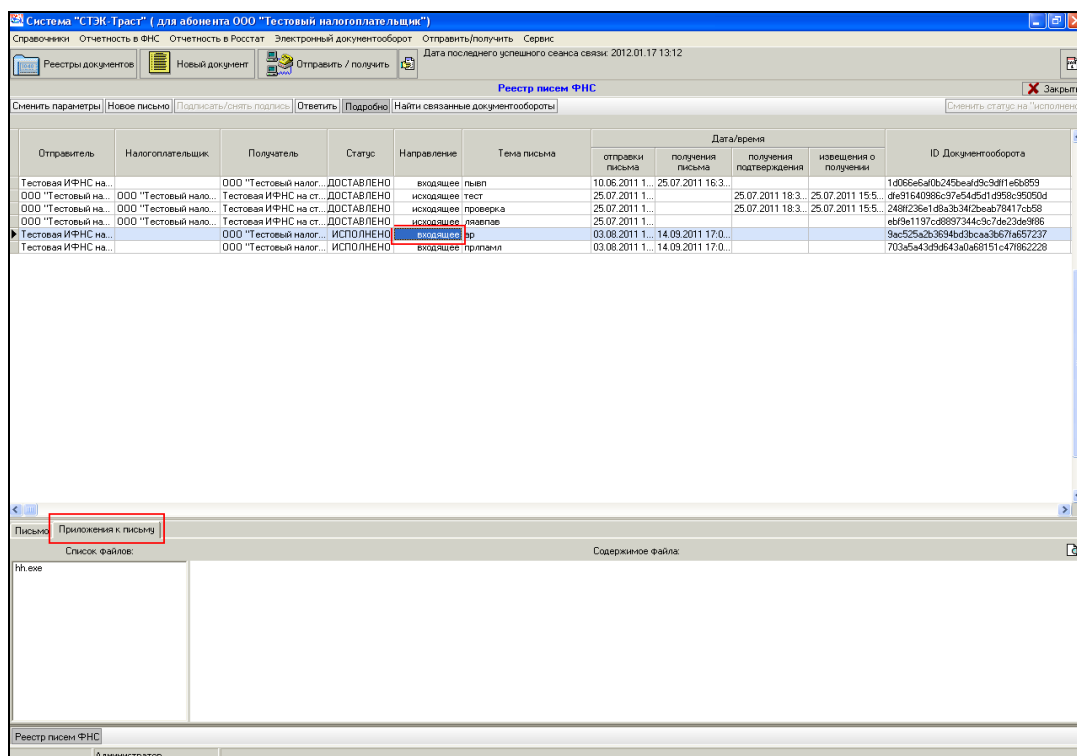 Система "СТЭК-Траст" ( для абонента ООО "Тестовый налогоплательщик")
Справочники Отчетность в ФНС Отчетность в Росстат Электронный документооборот Отправить/получить Сервис
Реестры документов Новый документ Отправить / получить Дата последнего успешного сеанса связи: 2012.01.17 13:12
Реестр писем ФНС Закрыть
Сменить параметры Новое письмо Подписать/снять подпись Ответить Подробно Найти связанные документообороты Сменить статус на "исполнено
Дата/время
Отправитель Налогоплательщик Получатель Статус Направление Тема письма отправки письма получения письма получения подтверждения извещения о получении ID Документооборота
Тестовая ИФНС на... ООО "Тестовый налог... ДОСТАВЛЕНО входящее пывп 10.06.2011 1... 25.07.2011 16:3... 1d066e6af0b245beafd9c9dff1e6b859
ООО "Тестовый на... ООО "Тестовый нало... Тестовая ИФНС на ст... ДОСТАВЛЕНО исходящее тест 25.07.2011 1... 25.07.2011 18:3... 25.07.2011 15:5... dfe91640986c97e54d5d1d958c95050d
ООО "Тестовый на... ООО "Тестовый нало... Тестовая ИФНС на ст... ДОСТАВЛЕНО исходящее проверка 25.07.2011 1... 25.07.2011 18:3... 25.07.2011 15:5... 248ff236e1d8a3b34f2beab78417cb58
ООО "Тестовый на... ООО "Тестовый нало... Тестовая ИФНС на ст... ДОСТАВЛЕНО исходящее ляавпав 25.07.2011 1... ebf9e1197cd8897344c9c7de23de9f86
Тестовая ИФНС на... ООО "Тестовый налог... ИСПОЛНЕНО входящее ар 03.08.2011 1... 14.09.2011 17:0... 9ac525a2b3694bd3bcaa3b67fa657237
Тестовая ИФНС на... ООО "Тестовый налог... ИСПОЛНЕНО входящее прлпамл 03.08.2011 1... 14.09.2011 17:0... 703a5a43d9d643a0a68151c47f862228
Письмо Приложения к письму
Список файлов: Содержимое файла:
hh.exe
Реестр писем ФНС
Администратор